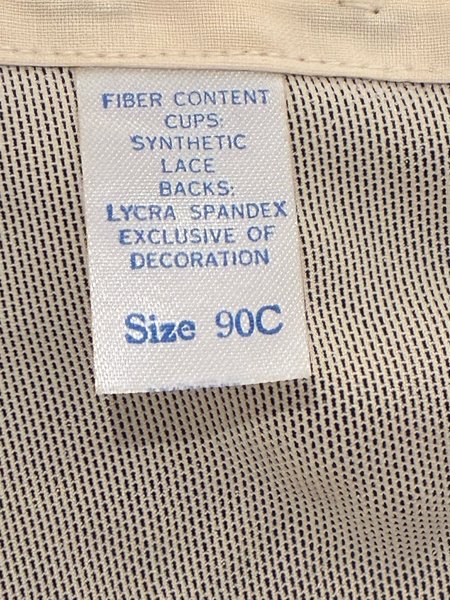 FIBER CONTENT
CUPS:
SYNTHETIC
LACE
BACKS:
LYCRA SPANDEX
EXCLUSIVE OF
DECORATION
Size 90C